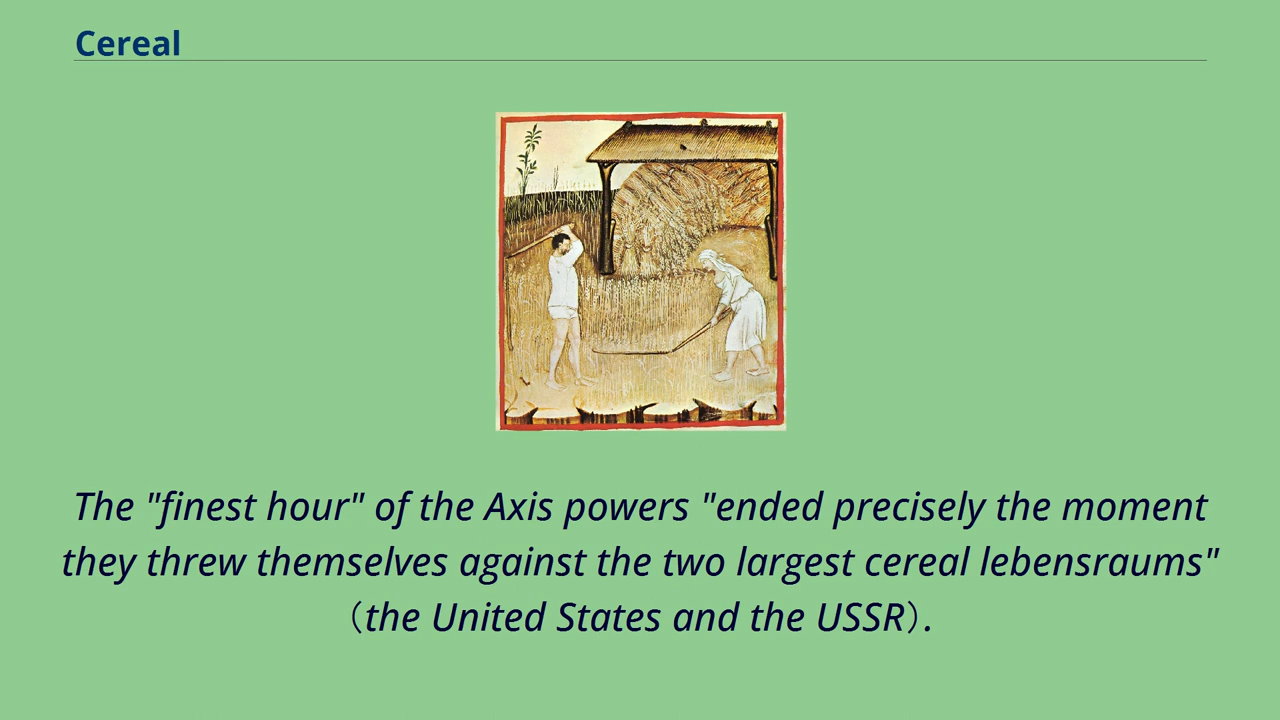 Cereal
The "finest hour" of the Axis powers "ended precisely the moment
they threw themselves against the two largest cereal lebensraums"
（the United States and the USSR）.